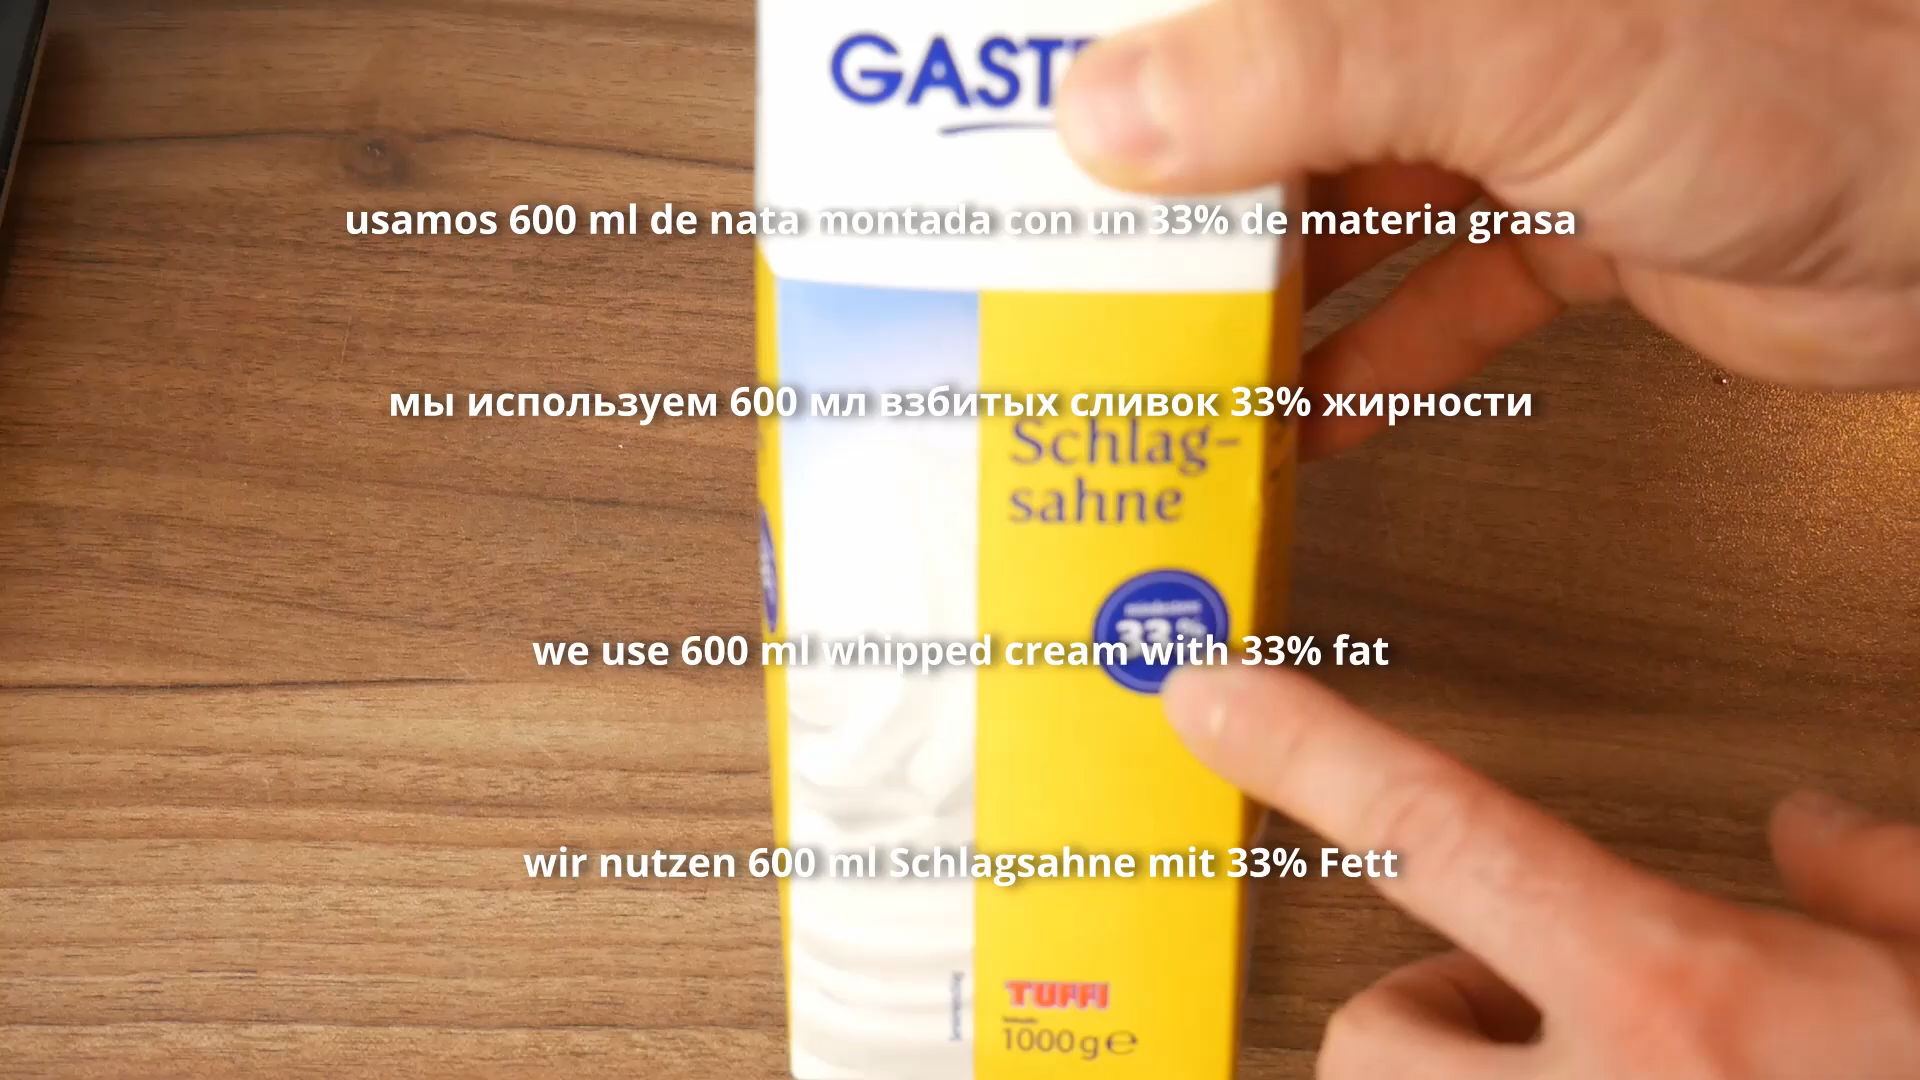 usamos 600 ml de nata montada con un 33% de materia grasa
мы используем 600 мл взбитых сливок 33% жирности
Schlag-
sahne
33%
we use 600 ml whipped cream with 33% fat
wir nutzen 600 ml Schlagsahne mit 33% Fett
TUFFI
1000 g ℮